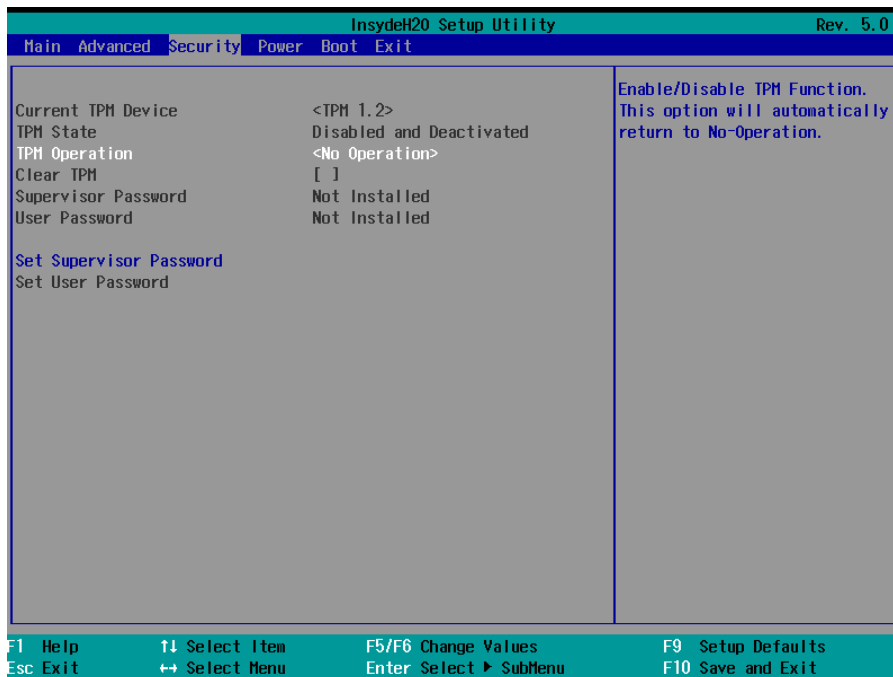 InsydeH20 Setup Utility Rev. 5.0
Main Advanced Security Power Boot Exit
Current TPM Device <TPM 1.2>
TPM State Disabled and Deactivated
TPM Operation <No Operation>
Clear TPM [ ]
Supervisor Password Not Installed
User Password Not Installed
Set Supervisor Password
Set User Password
Enable/Disable TPM Function.
This option will automatically
return to No-Operation.
F1 Help ↑↓ Select Item F5/F6 Change Values F9 Setup Defaults
Esc Exit ↔ Select Menu Enter Select ▶ SubMenu F10 Save and Exit